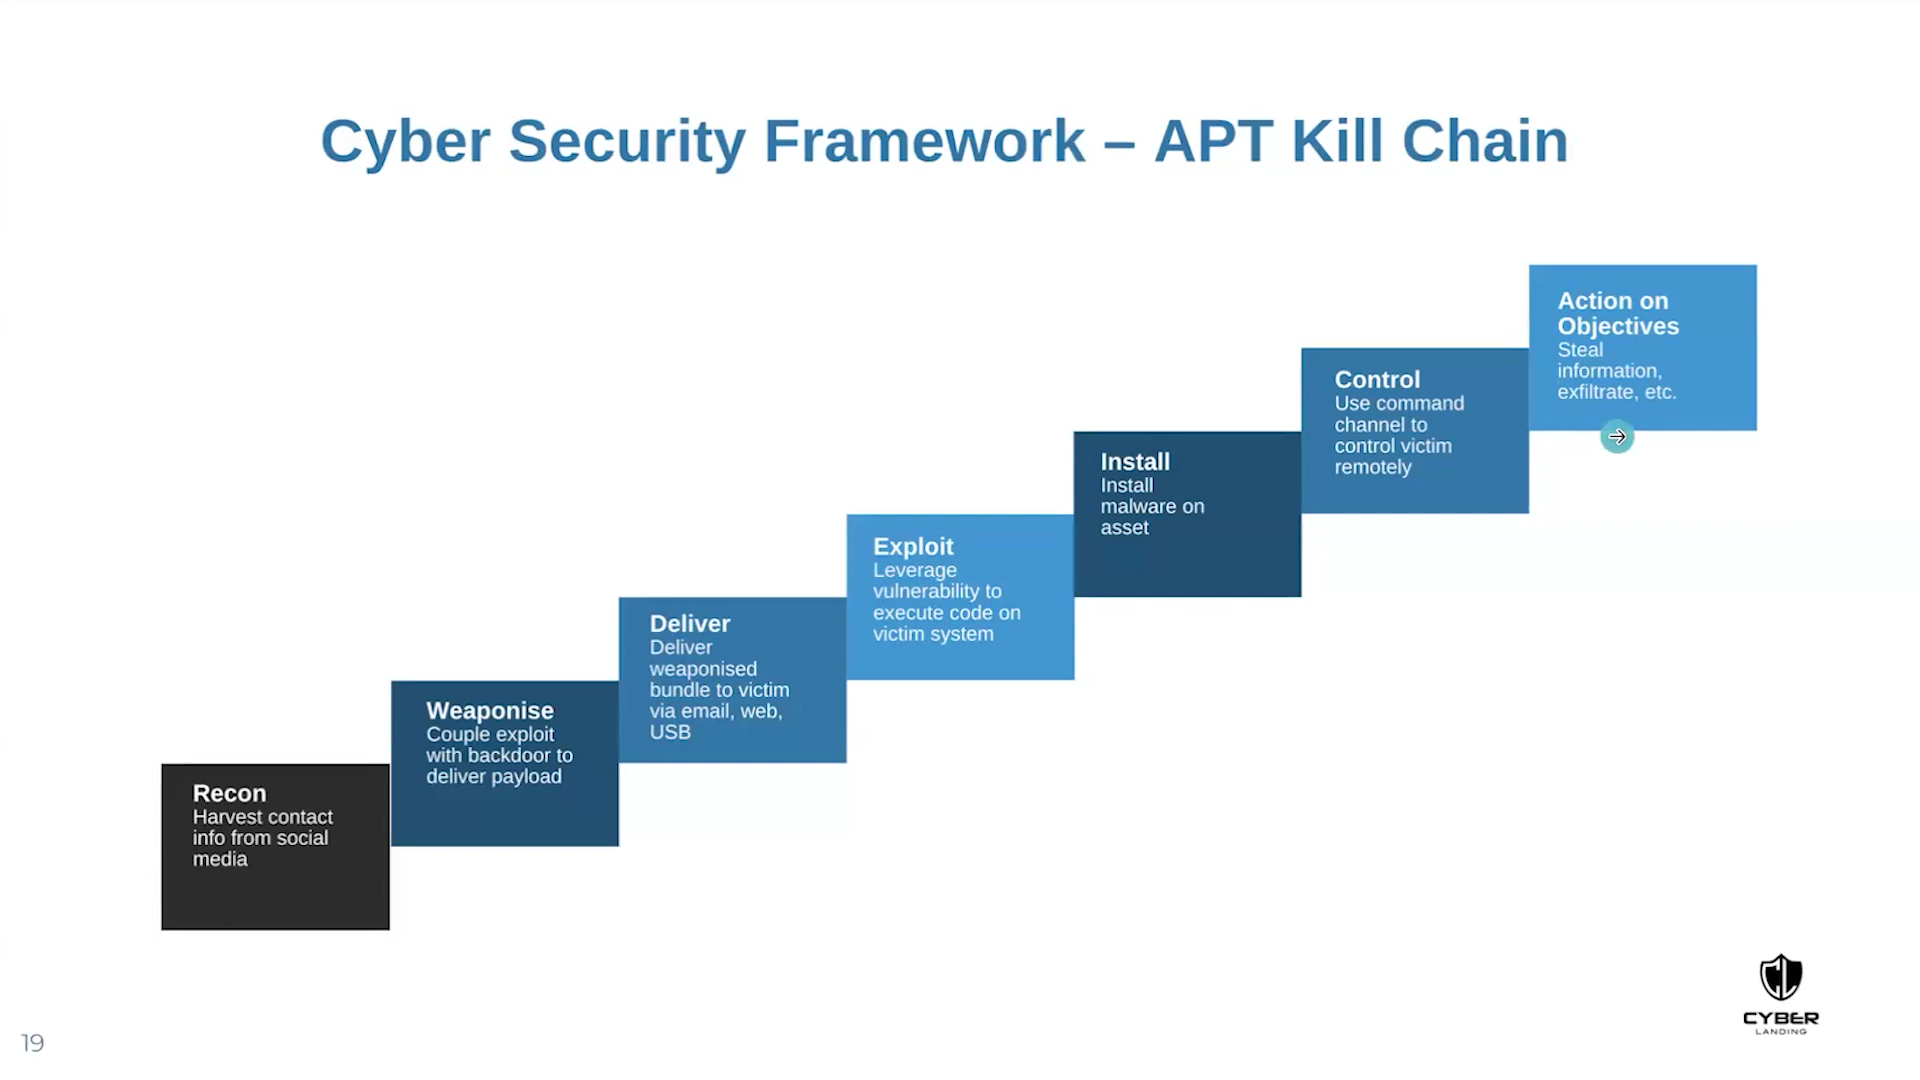 Cyber Security Framework – APT Kill Chain
Recon
Harvest contact
info from social
media
Weaponise
Couple exploit
with backdoor to
deliver payload
Deliver
Deliver
weaponised
bundle to victim
via email, web,
USB
Exploit
Leverage
vulnerability to
execute code on
victim system
Install
Install
malware on
asset
Control
Use command
channel to
control victim
remotely
Action on
Objectives
Steal
information,
exfiltrate, etc.
CYBER
LANDING
19